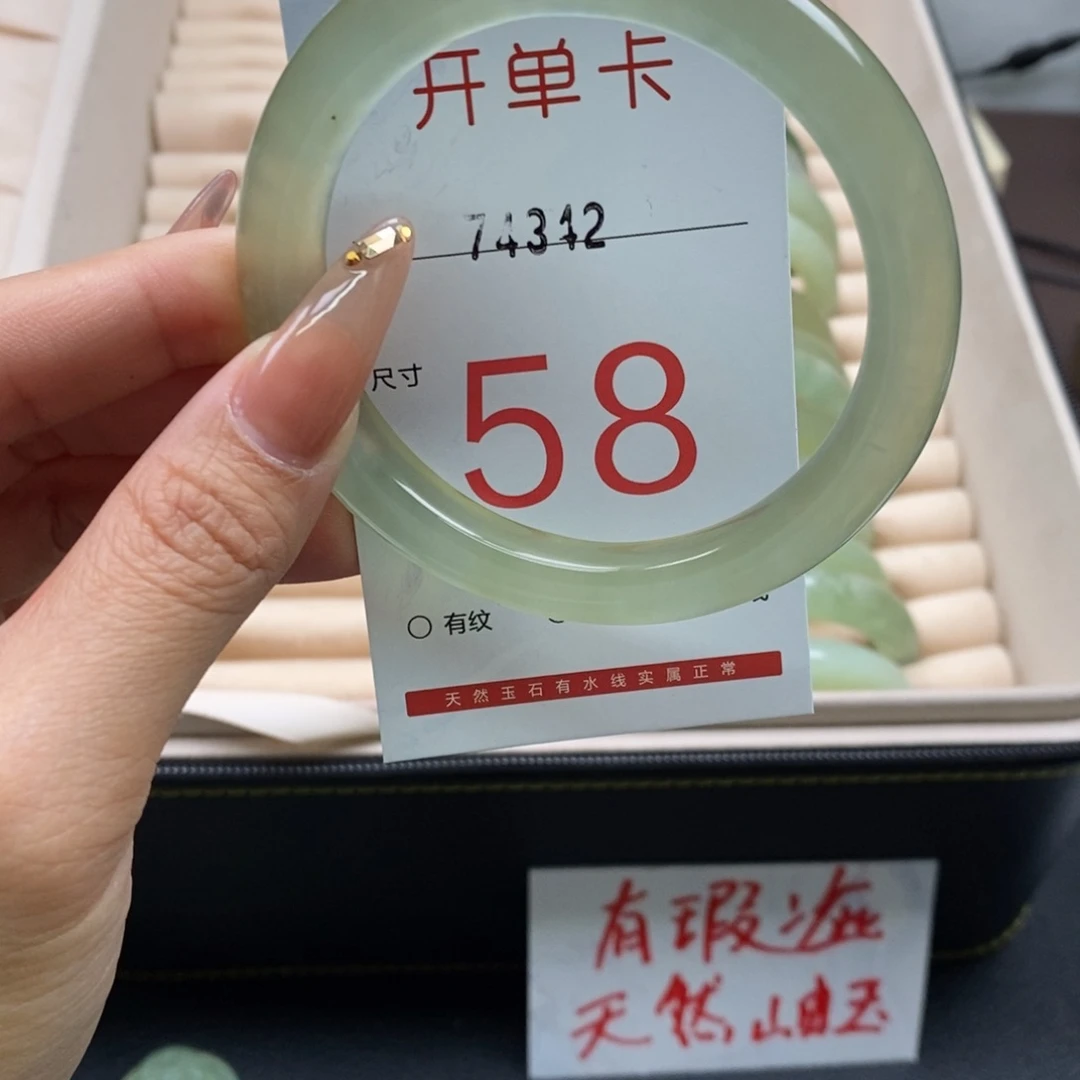 开单卡
74312
尺寸
58
有纹
天然玉石有水线实属正常
有瑕疵
天然岫玉